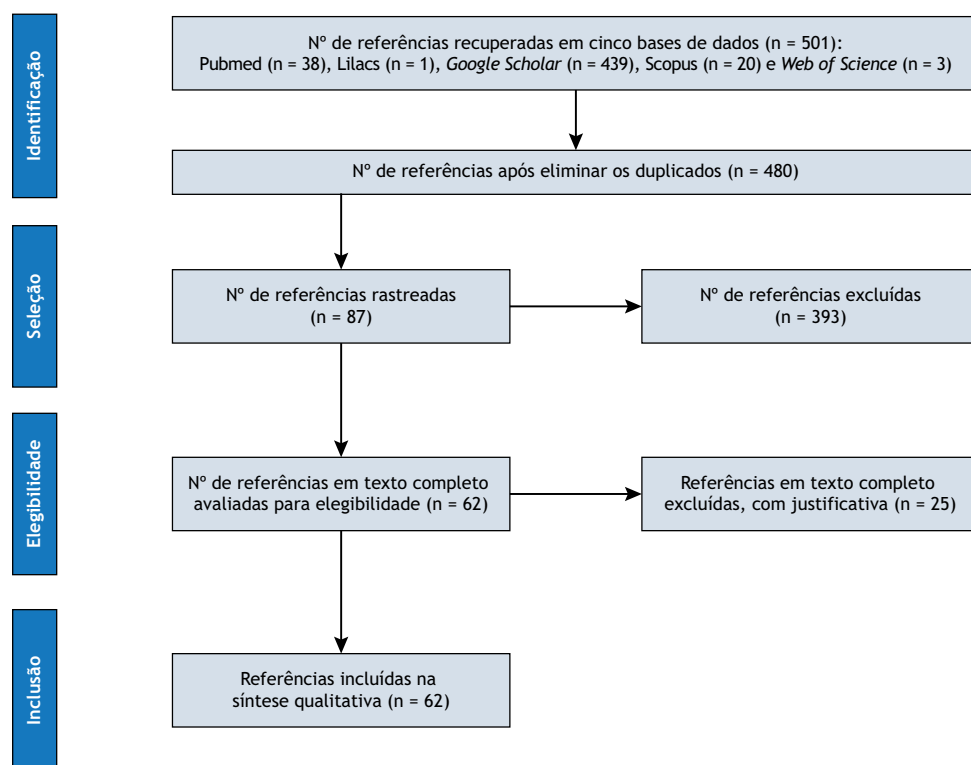 Identificação
Nº de referências recuperadas em cinco bases de dados (n = 501):
Pubmed (n = 38), Lilacs (n = 1), Google Scholar (n = 439), Scopus (n = 20) e Web of Science (n = 3)
Nº de referências após eliminar os duplicados (n = 480)
Seleção
Nº de referências rastreadas
(n = 87)
Nº de referências excluídas
(n = 393)
Elegibilidade
Nº de referências em texto completo
avaliadas para elegibilidade (n = 62)
Referências em texto completo
excluídas, com justificativa (n = 25)
Inclusão
Referências incluídas na
síntese qualitativa (n = 62)